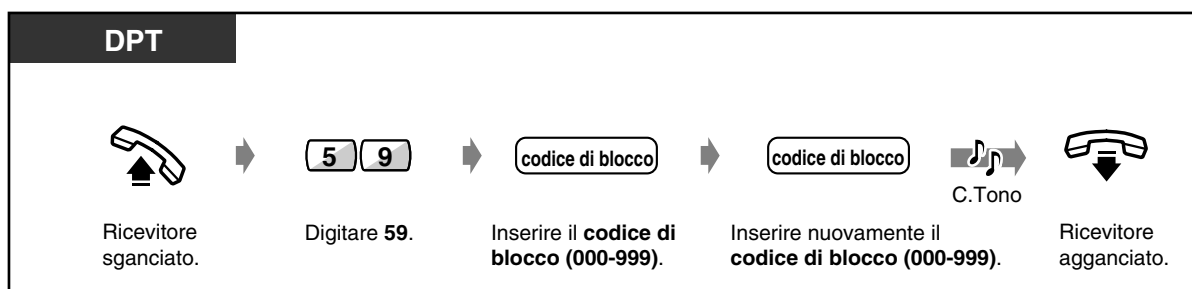 DPT
5 9
codice di blocco
codice di blocco
C.Tono
Ricevitore
sganciato.
Digitare 59.
Inserire il codice di
blocco (000-999).
Inserire nuovamente il
codice di blocco (000-999).
Ricevitore
agganciato.